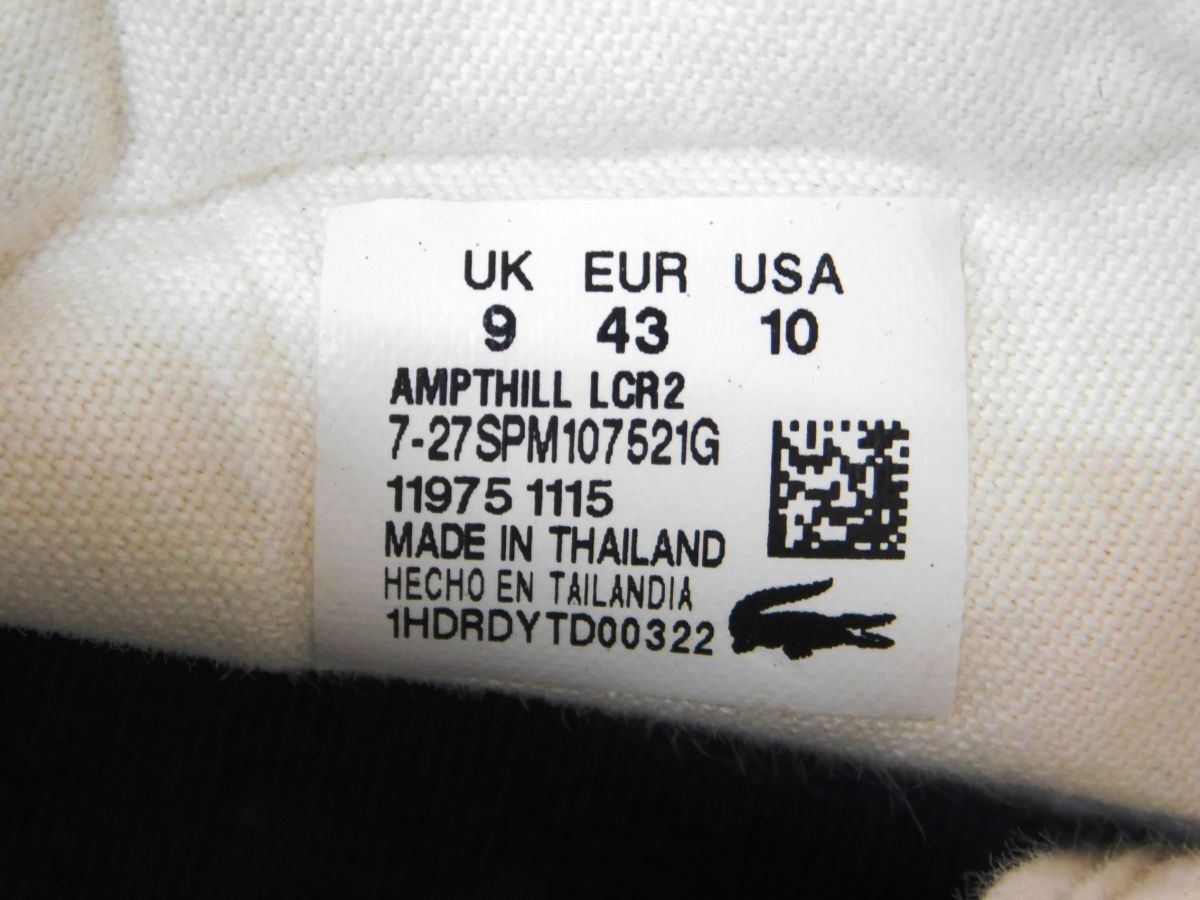 UK EUR USA
9 43 10
AMPTHILL LCR2
7-27SPM107521G
11975 1115
MADE IN THAILAND
HECHO EN TAILANDIA
1HDRDYTD00322